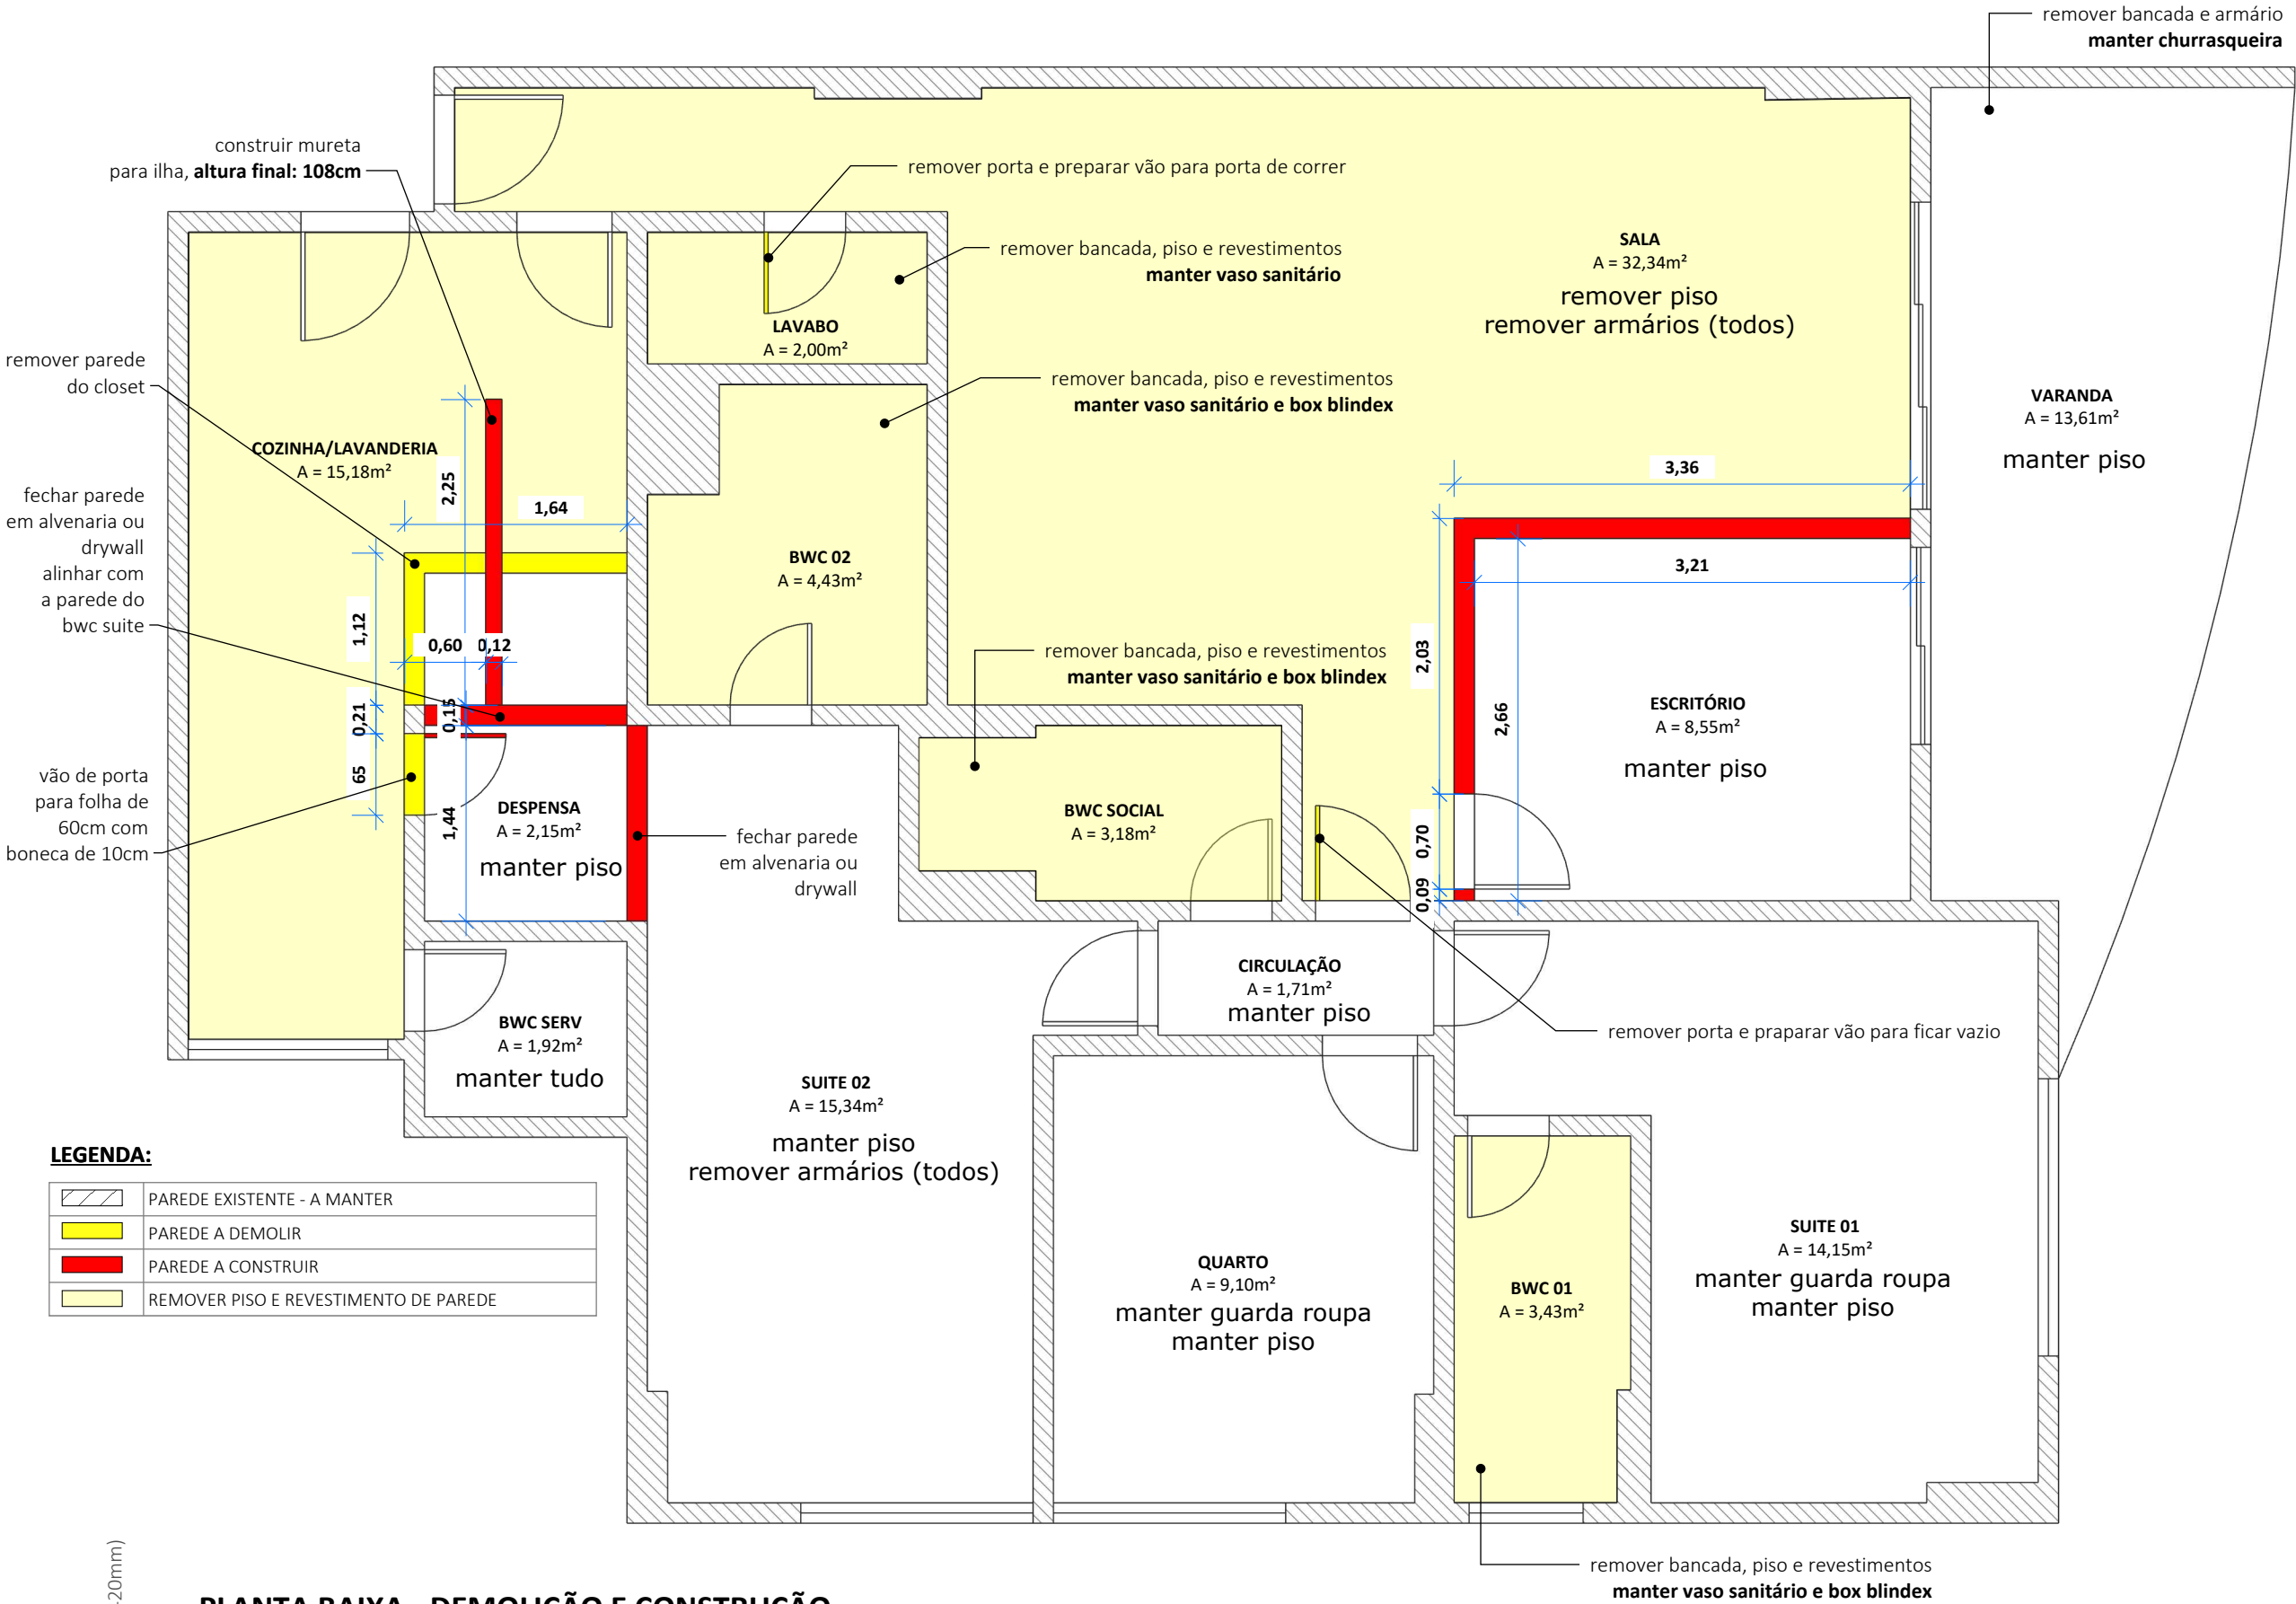 remover bancada e armário
manter churrasqueira
construir mureta
para ilha, altura final: 108cm
remover porta e preparar vão para porta de correr
remover bancada, piso e revestimentos
manter vaso sanitário
SALA
A = 32,34m²
remover piso
remover armários (todos)
LAVABO
A = 2,00m²
remover parede
do closet
remover bancada, piso e revestimentos
manter vaso sanitário e box blindex
VARANDA
A = 13,61m²
manter piso
COZINHA/LAVANDERIA
A = 15,18m²
2,25
1,64
3,36
fechar parede
em alvenaria ou
drywall
alinhar com
a parede do
bwc suite
BWC 02
A = 4,43m²
3,21
1,12
0,60
0,12
2,03
remover bancada, piso e revestimentos
manter vaso sanitário e box blindex
0,21
0,15
2,66
ESCRITÓRIO
A = 8,55m²
manter piso
65
vão de porta
para folha de
60cm com
boneca de 10cm
1,44
DESPENSA
A = 2,15m²
manter piso
fechar parede
em alvenaria ou
drywall
BWC SOCIAL
A = 3,18m²
0,70
0,09
CIRCULAÇÃO
A = 1,71m²
manter piso
BWC SERV
A = 1,92m²
manter tudo
remover porta e praparar vão para ficar vazio
SUITE 02
A = 15,34m²
manter piso
remover armários (todos)
LEGENDA:
PAREDE EXISTENTE - A MANTER
PAREDE A DEMOLIR
PAREDE A CONSTRUIR
REMOVER PISO E REVESTIMENTO DE PAREDE
QUARTO
A = 9,10m²
manter guarda roupa
manter piso
BWC 01
A = 3,43m²
SUITE 01
A = 14,15m²
manter guarda roupa
manter piso
remover bancada, piso e revestimentos
manter vaso sanitário e box blindex
20mm)
PLANTA BAIXA - DEMOLIÇÃO E CONSTRUÇÃO